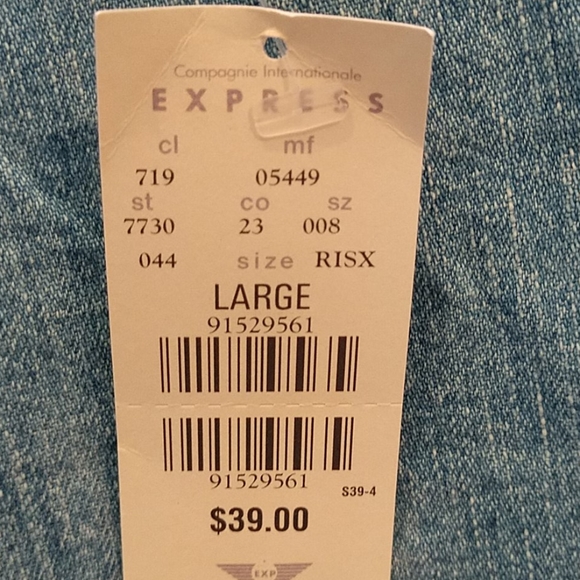 Compagnie Internationale
EXPRESS
cl mf
719 05449
st co sz
7730 23 008
044 size RISX
LARGE
91529561
91529561
S39-4
$39.00
EXP